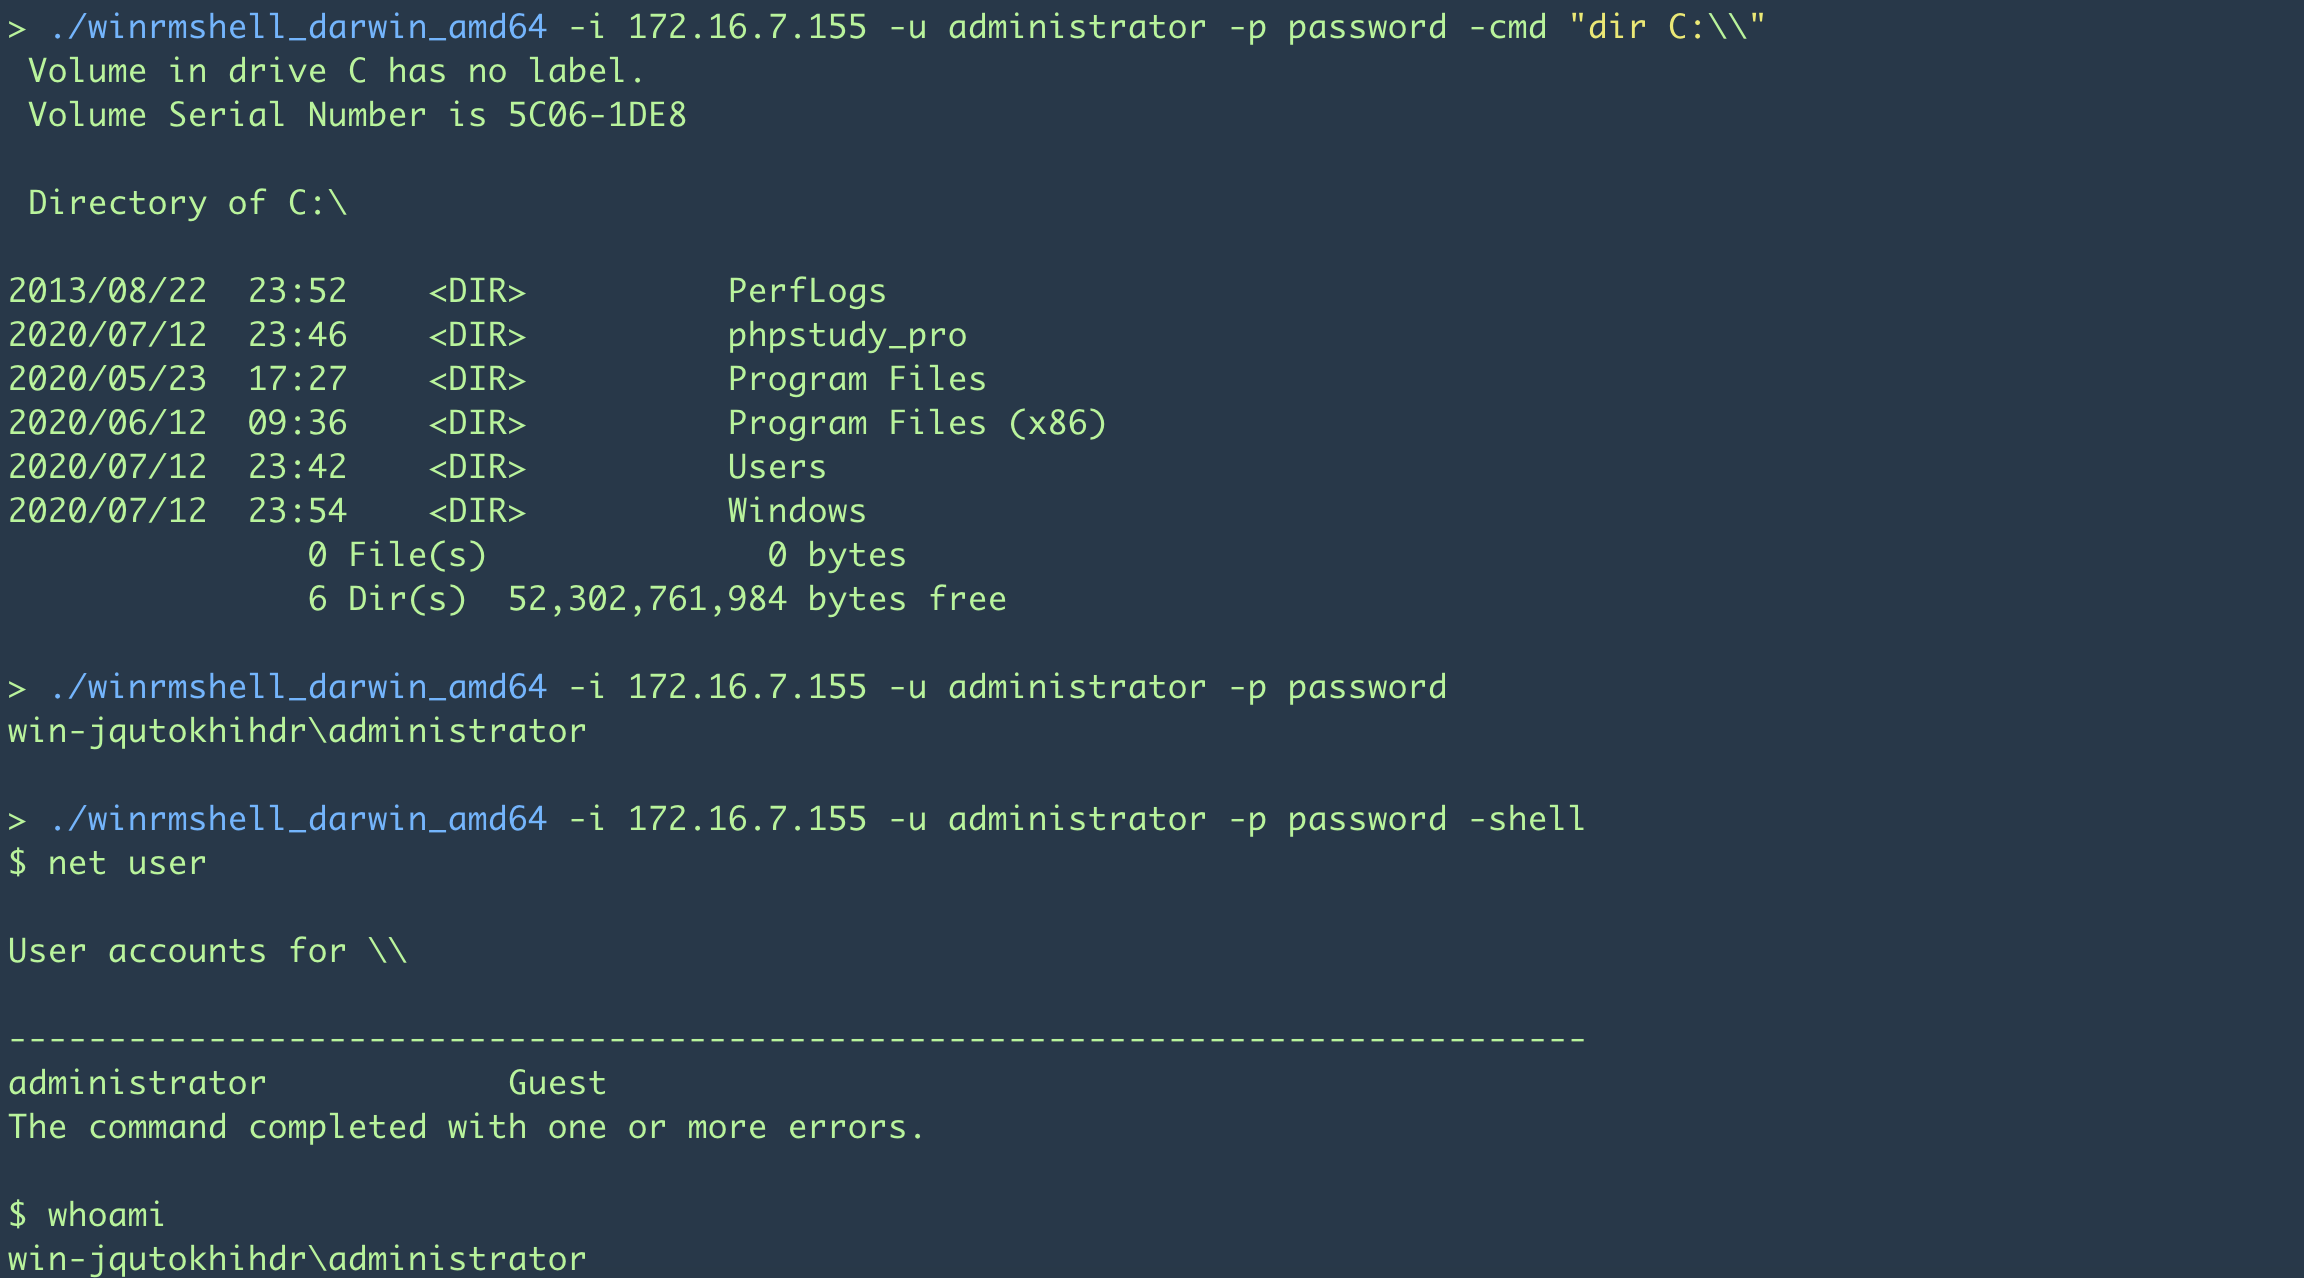 > ./winrmshell_darwin_amd64 -i 172.16.7.155 -u administrator -p password -cmd "dir C:\\"
 Volume in drive C has no label.
 Volume Serial Number is 5C06-1DE8

 Directory of C:\

2013/08/22  23:52    <DIR>          PerfLogs
2020/07/12  23:46    <DIR>          phpstudy_pro
2020/05/23  17:27    <DIR>          Program Files
2020/06/12  09:36    <DIR>          Program Files (x86)
2020/07/12  23:42    <DIR>          Users
2020/07/12  23:54    <DIR>          Windows
               0 File(s)              0 bytes
               6 Dir(s)  52,302,761,984 bytes free

> ./winrmshell_darwin_amd64 -i 172.16.7.155 -u administrator -p password
win-jqutokhihdr\administrator

> ./winrmshell_darwin_amd64 -i 172.16.7.155 -u administrator -p password -shell
$ net user

User accounts for \\

-------------------------------------------------------------------------------
administrator            Guest
The command completed with one or more errors.

$ whoami
win-jqutokhihdr\administrator